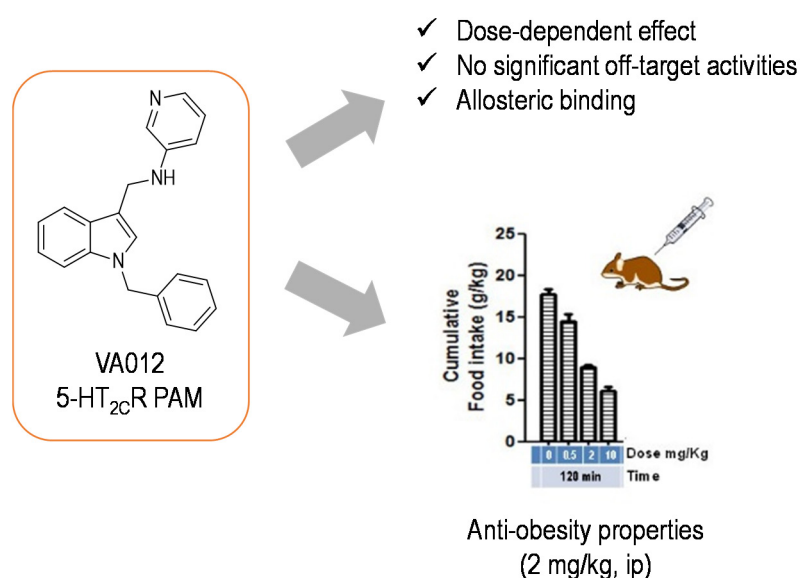 N
NH
N
VA012
5-HT2CR PAM
✓ Dose-dependent effect
✓ No significant off-target activities
✓ Allosteric binding
Cumulative
Food intake (g/kg)
25
20
15
10
5
0
0 0.5 2 10 Dose mg/Kg
120 min Time
Anti-obesity properties
(2 mg/kg, ip)